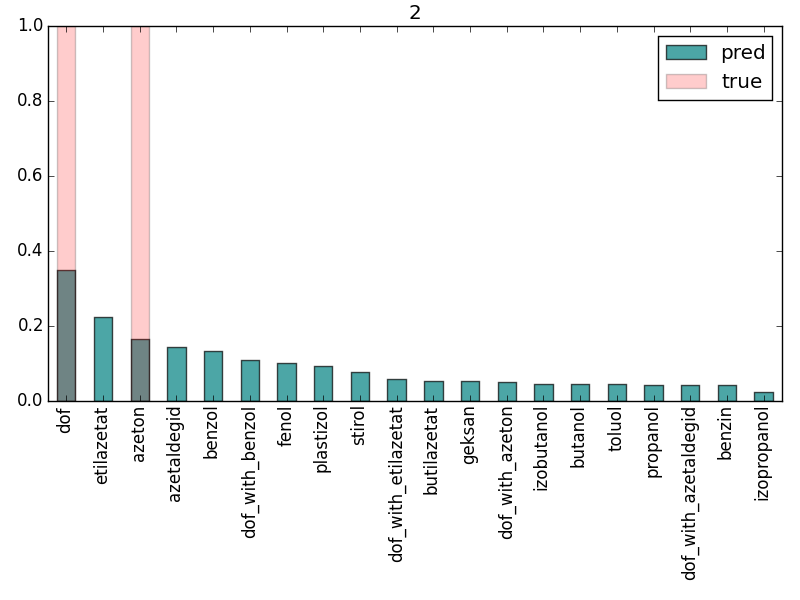 2
1.0
0.8
0.6
0.4
0.2
0.0
pred
true
dof
etilazetat
azeton
azetaldegid
benzol
dof_with_benzol
fenol
plastizol
stirol
dof_with_etilazetat
butilazetat
geksan
dof_with_azeton
izobutanol
butanol
toluol
propanol
dof_with_azetaldegid
benzin
izopropanol